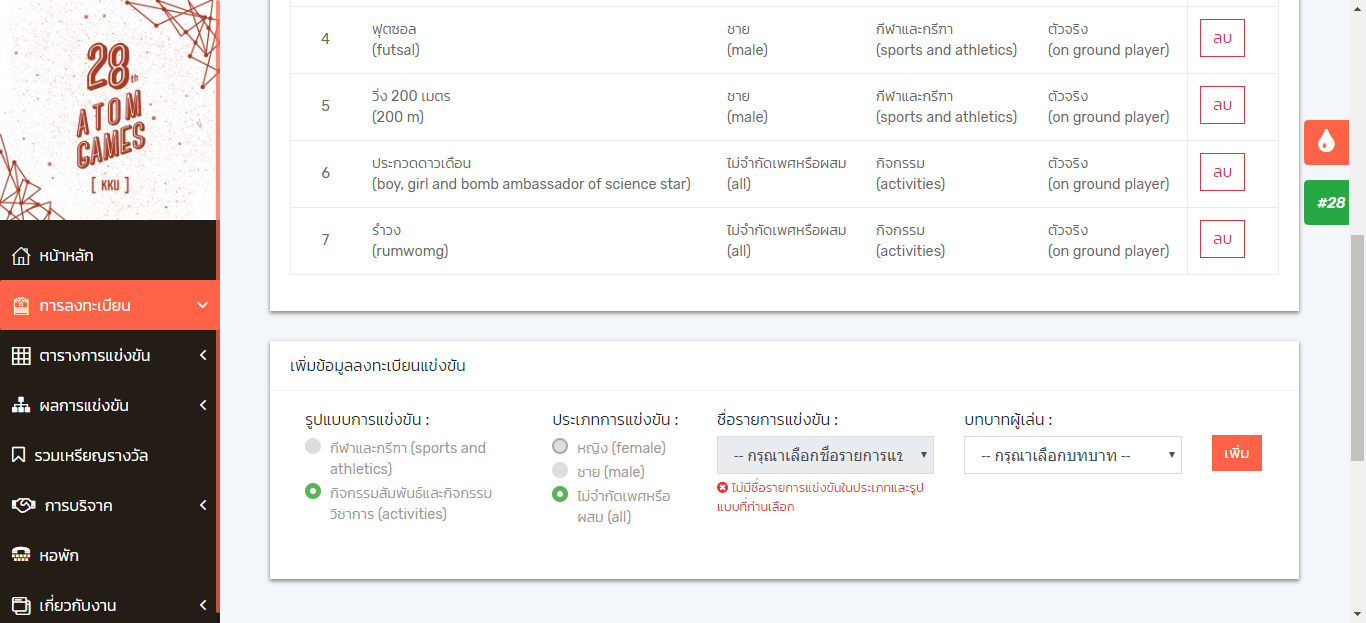 28th
ATOM
GAMES
[ KKU ]
หน้าหลัก
การลงทะเบียน
ตารางการแข่งขัน
ผลการแข่งขัน
รวมเหรียญรางวัล
การบริจาค
หอพัก
เกี่ยวกับงาน
4 ฟุตซอล ชาย กีฬาและกรีฑา ตัวจริง ลบ
(futsal) (male) (sports and athletics) (on ground player)
5 วิ่ง 200 เมตร ชาย กีฬาและกรีฑา ตัวจริง ลบ
(200 m) (male) (sports and athletics) (on ground player)
6 ประกวดดาวเดือน ไม่จำกัดเพศหรือผสม กิจกรรม ตัวจริง ลบ
(boy, girl and bomb ambassador of science star) (all) (activities) (on ground player)
7 รำวง ไม่จำกัดเพศหรือผสม กิจกรรม ตัวจริง ลบ
(rumwomg) (all) (activities) (on ground player)
เพิ่มข้อมูลลงทะเบียนแข่งขัน
รูปแบบการแข่งขัน :
กีฬาและกรีฑา (sports and
athletics)
กิจกรรมสัมพันธ์และกิจกรรม
วิชาการ (activities)
ประเภทการแข่งขัน :
หญิง (female)
ชาย (male)
ไม่จำกัดเพศหรือ
ผสม (all)
ชื่อรายการแข่งขัน :
-- กรุณาเลือกชื่อรายการแข
ไม่มีชื่อรายการแข่งขันในประเภทและรูป
แบบที่ท่านเลือก
บทบาทผู้เล่น :
-- กรุณาเลือกบทบาท --
เพิ่ม
#28